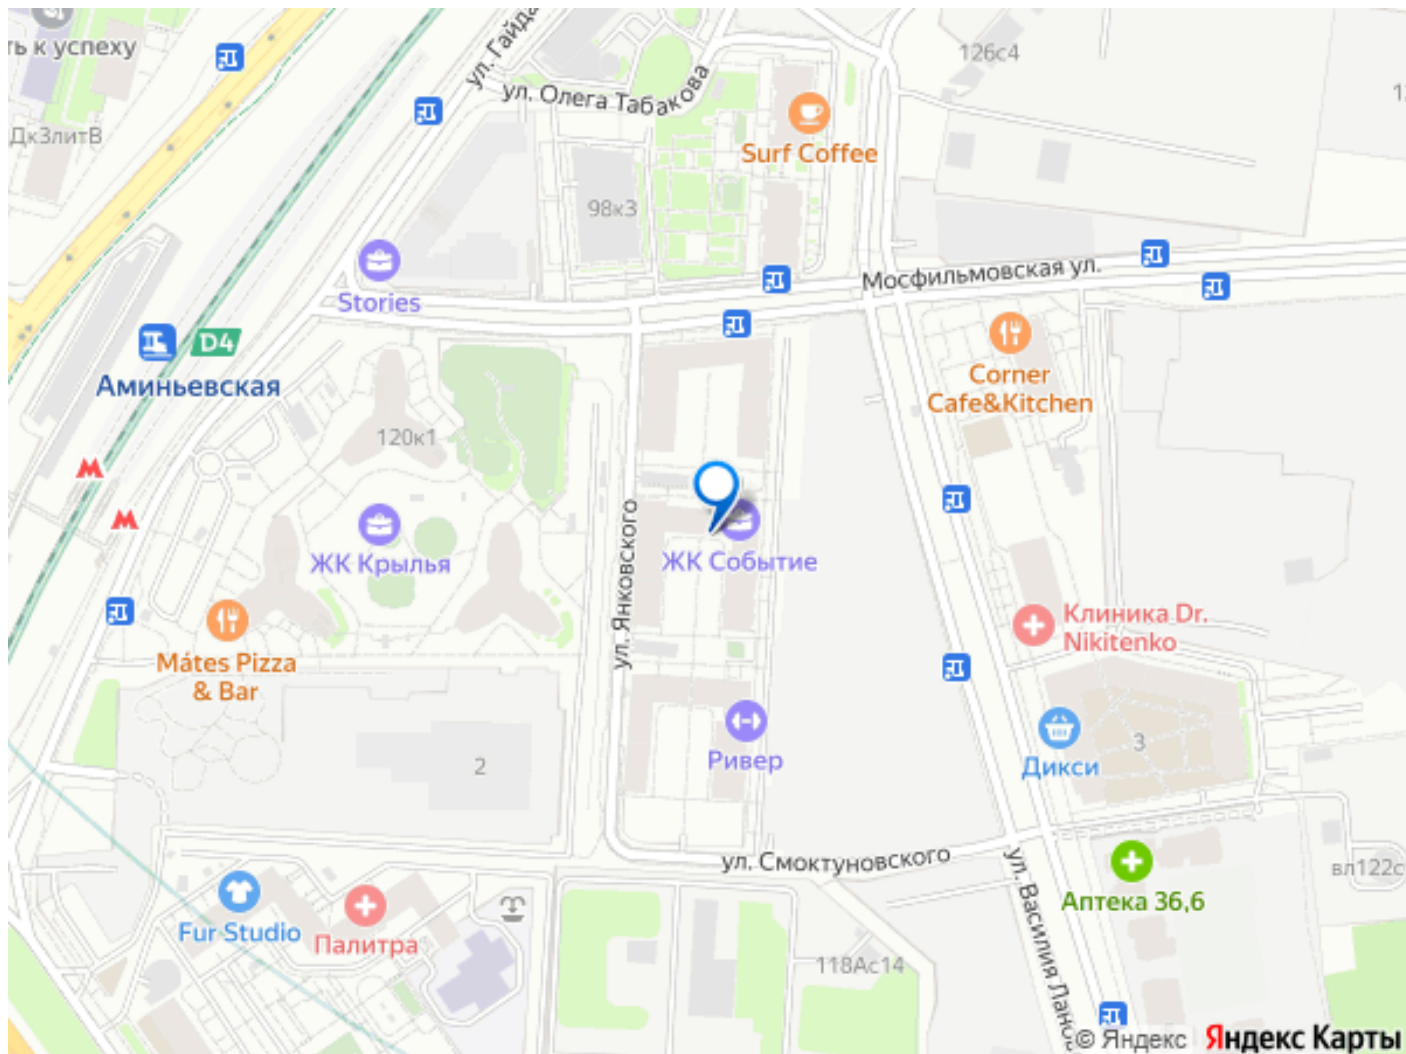 ть к успеху
ул. Гайда
126с4
ул. Олега Табакова
ДкЗлитВ
Surf Coffee
98к3
Мосфильмовская ул.
Stories
D4
Аминьевская
Corner
Cafe&Kitchen
120к1
М
М
ул. Янковского
ЖК Крылья
ЖК Событие
Клиника Dr.
Nikitenko
Mátes Pizza
& Bar
2
Ривер
3
Дикси
ул. Смоктуновского
ул. Василия Лано
вл122с
Аптека 36,6
Fur Studio
Палитра
118Ас14
© Яндекс
Яндекс Карты